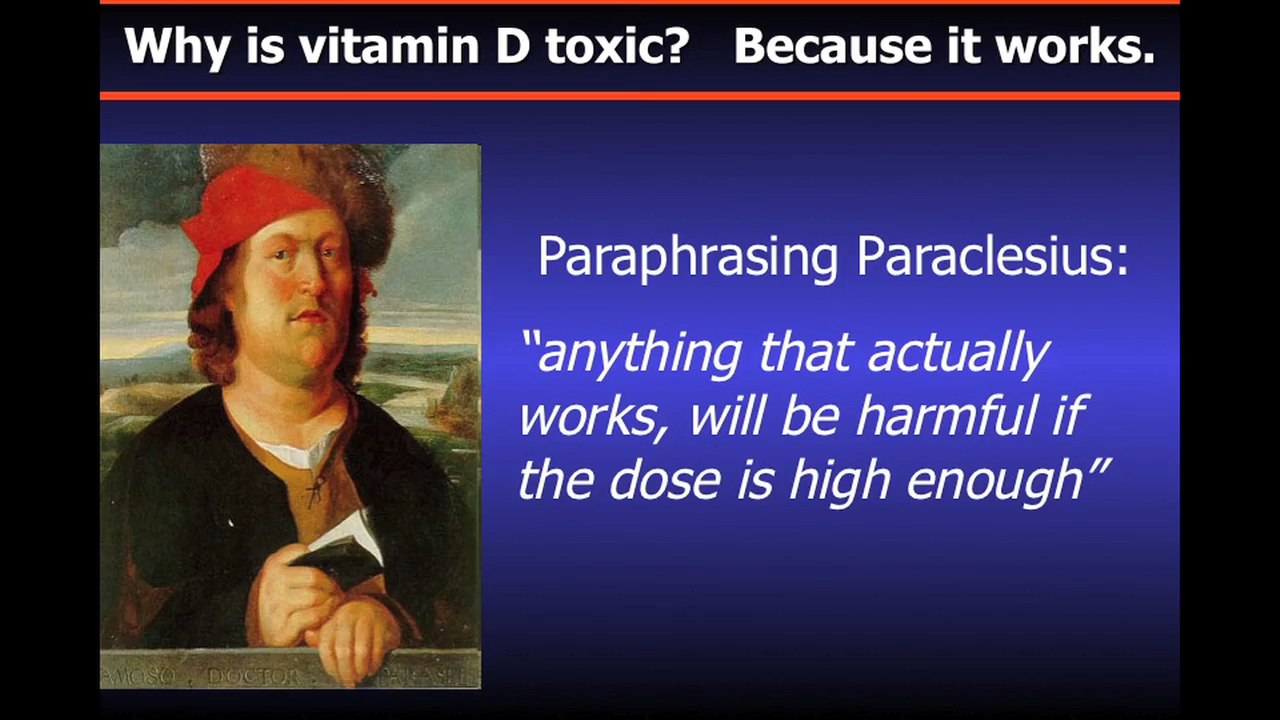 Why is vitamin D toxic? Because it works.
Paraphrasing Paraclesius:
“anything that actually
works, will be harmful if
the dose is high enough”
AMOSO . DOCTOR